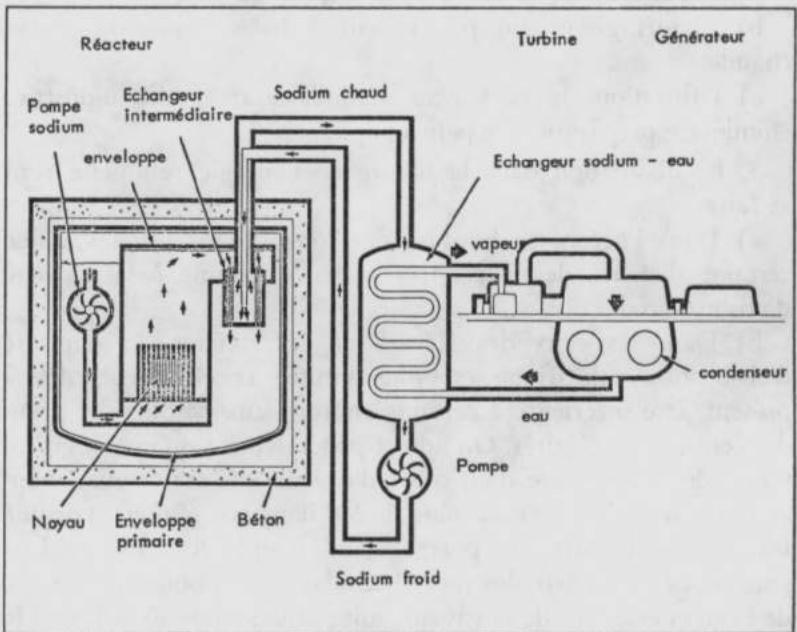 Réacteur
Turbine
Générateur
Pompe
sodium
Echangeur
intermédiaire
Sodium chaud
enveloppe
Echangeur sodium - eau
vapeur
condenseur
eau
Pompe
Noyau
Enveloppe
primaire
Béton
Sodium froid